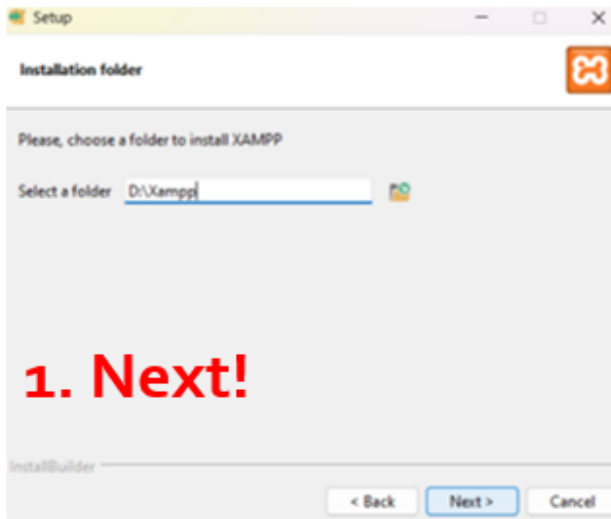 Setup
Installation folder
Please, choose a folder to install XAMPP
Select a folder D:\Xampp
1. Next!
InstallBuilder
< Back Next > Cancel